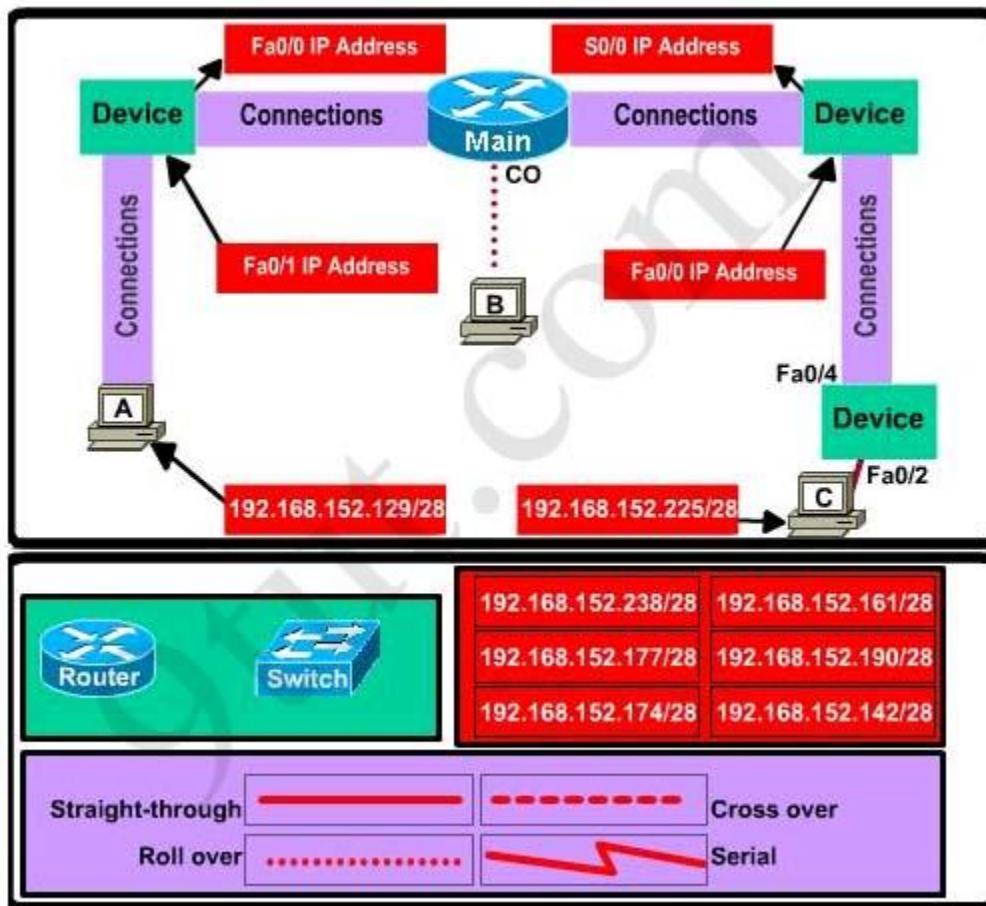 Fa0/0 IP Address
S0/0 IP Address
Device
Connections
Main
Connections
Device
CO
Connections
Fa0/1 IP Address
B
Fa0/0 IP Address
Connections
Fa0/4
A
Device
Fa0/2
192.168.152.129/28
192.168.152.225/28
C
Router
Switch
192.168.152.238/28
192.168.152.161/28
192.168.152.177/28
192.168.152.190/28
192.168.152.174/28
192.168.152.142/28
Straight-through
Cross over
Roll over
Serial
9tut.com